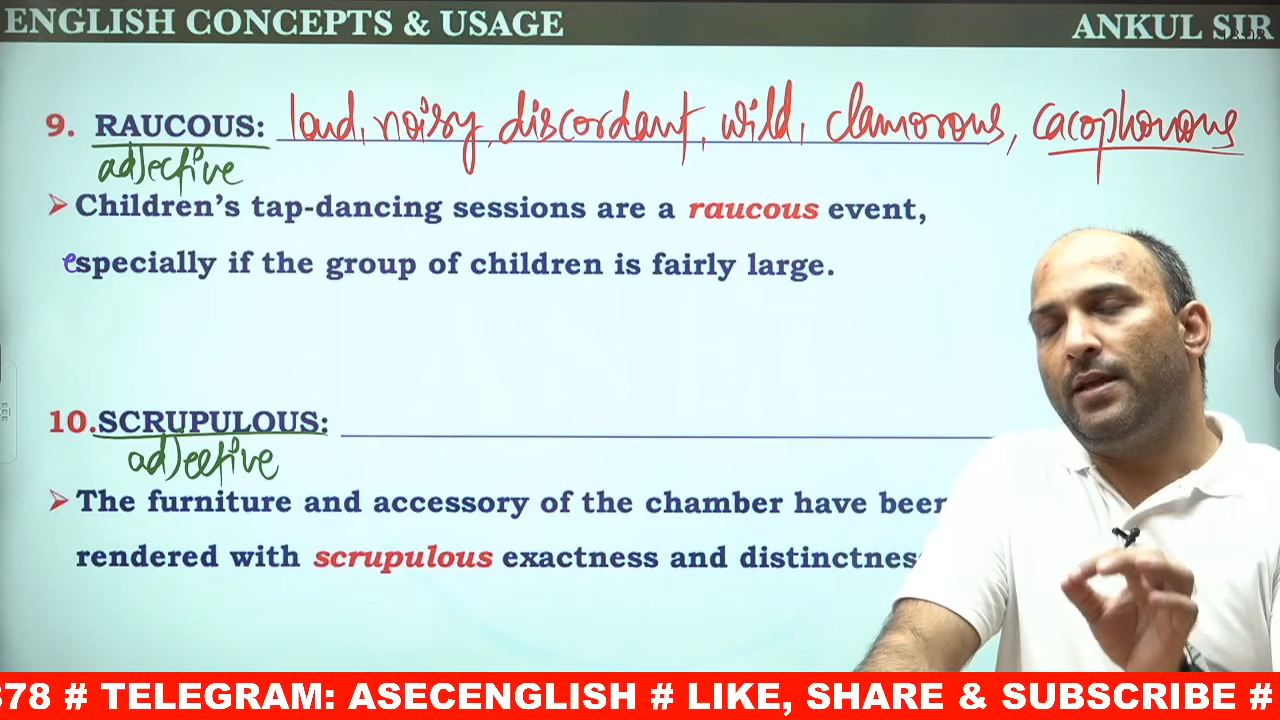 ENGLISH CONCEPTS & USAGE ANKUL SIR
9. RAUCOUS: loud, noisy, discordant, wild, clamorous, cacophonous
adjective
➢ Children's tap-dancing sessions are a raucous event,
especially if the group of children is fairly large.
10.SCRUPULOUS:
adjective
➢ The furniture and accessory of the chamber have been
rendered with scrupulous exactness and distinctness
378 # TELEGRAM: ASECENGLISH # LIKE, SHARE & SUBSCRIBE #